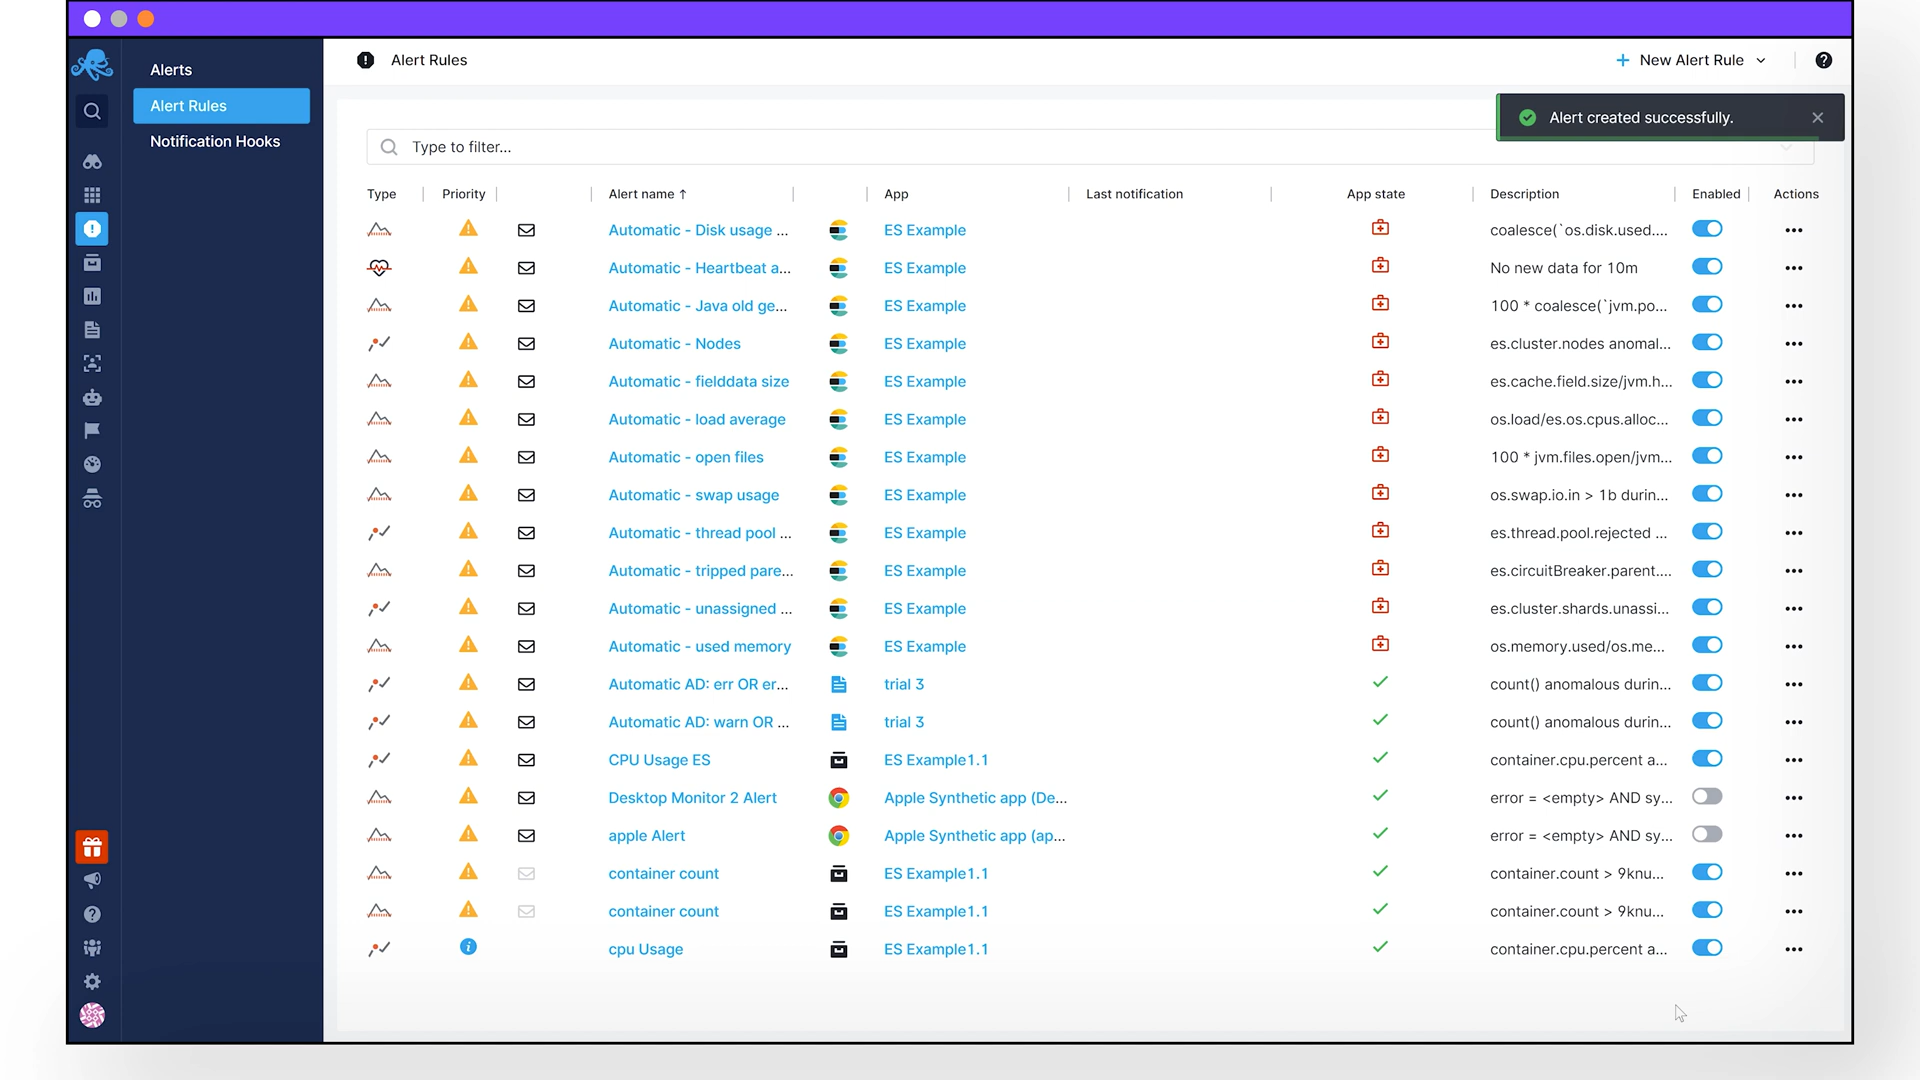 Alerts
Alert Rules
Notification Hooks
Alert Rules
New Alert Rule
Alert created successfully.
Type to filter...
Type Priority Alert name ↑ App Last notification App state Description Enabled Actions
Automatic - Disk usage ... ES Example coalesce(`os.disk.used....
Automatic - Heartbeat a... ES Example No new data for 10m
Automatic - Java old ge... ES Example 100 * coalesce(`jvm.po...
Automatic - Nodes ES Example es.cluster.nodes anomal...
Automatic - fielddata size ES Example es.cache.field.size/jvm.h...
Automatic - load average ES Example os.load/es.os.cpus.alloc...
Automatic - open files ES Example 100 * jvm.files.open/jvm...
Automatic - swap usage ES Example os.swap.io.in > 1b durin...
Automatic - thread pool ... ES Example es.thread.pool.rejected ...
Automatic - tripped pare... ES Example es.circuitBreaker.parent....
Automatic - unassigned ... ES Example es.cluster.shards.unassi...
Automatic - used memory ES Example os.memory.used/os.me...
Automatic AD: err OR er... trial 3 count() anomalous durin...
Automatic AD: warn OR ... trial 3 count() anomalous durin...
CPU Usage ES ES Example1.1 container.cpu.percent a...
Desktop Monitor 2 Alert Apple Synthetic app (De... error = <empty> AND sy...
apple Alert Apple Synthetic app (ap... error = <empty> AND sy...
container count ES Example1.1 container.count > 9knu...
container count ES Example1.1 container.count > 9knu...
cpu Usage ES Example1.1 container.cpu.percent a...